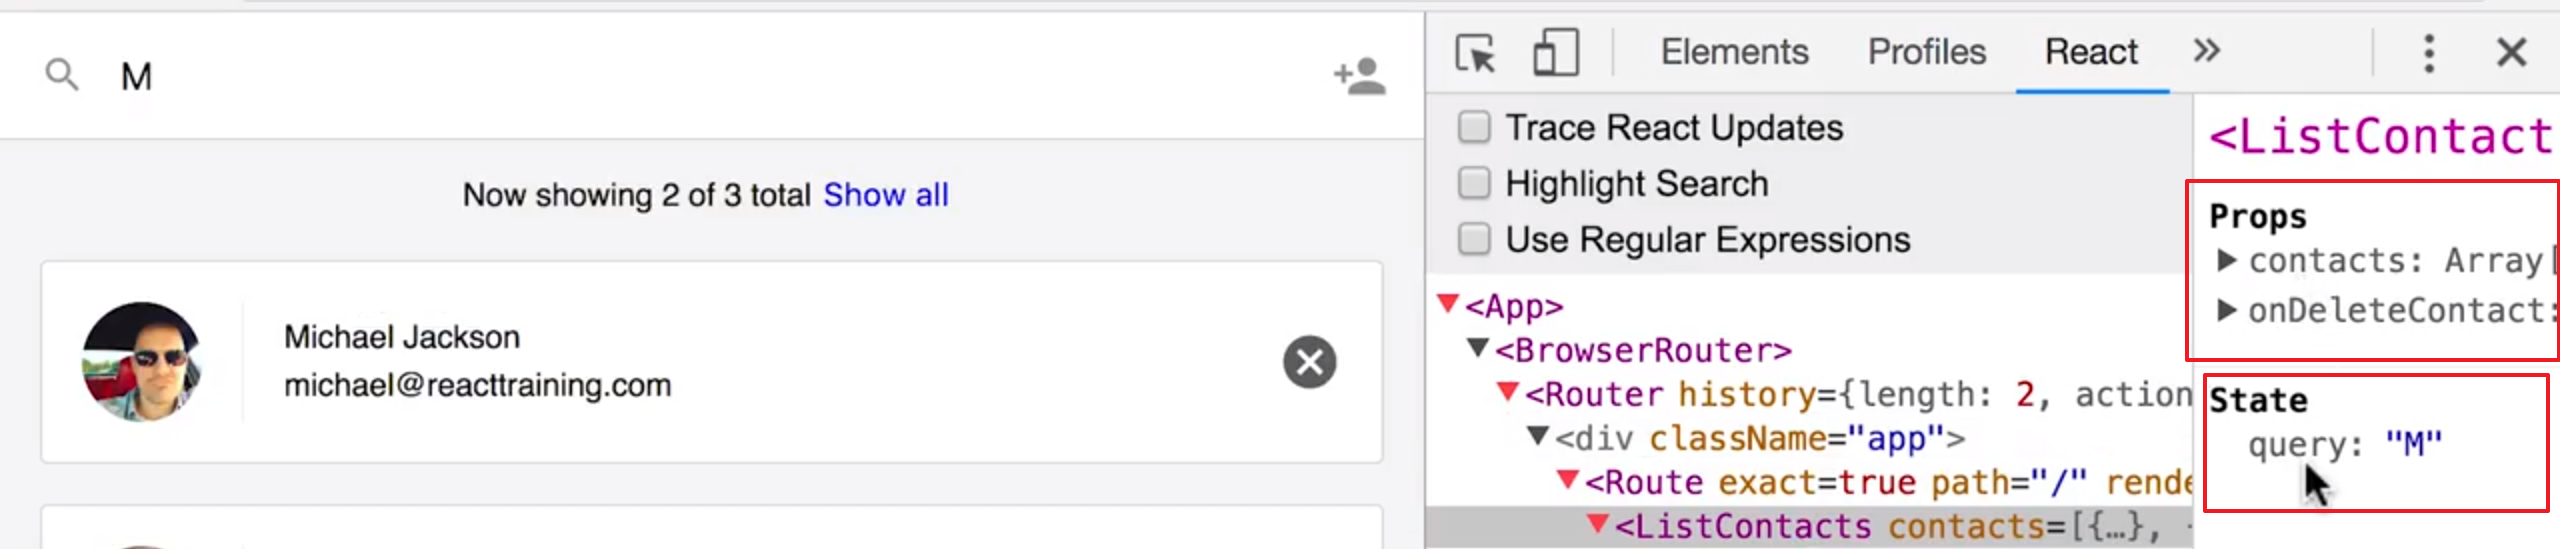 M
Now showing 2 of 3 total Show all
Michael Jackson
michael@reacttraining.com
Elements Profiles React
Trace React Updates
Highlight Search
Use Regular Expressions
<App>
<BrowserRouter>
<Router history={length: 2, action
<div className="app">
<Route exact=true path="/" rende
<ListContacts contacts=[{…},
<ListContact
Props
contacts: Array[
onDeleteContact:
State
query: "M"